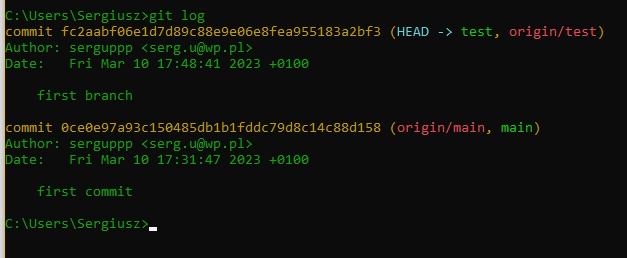 C:\Users\Sergiusz>git log
commit fc2aabf06e1d7d89c88e9e06e8fea955183a2bf3 (HEAD -> test, origin/test)
Author: serguppp <serg.u@wp.pl>
Date:   Fri Mar 10 17:48:41 2023 +0100
    first branch
commit 0ce0e97a93c150485db1b1fddc79d8c14c88d158 (origin/main, main)
Author: serguppp <serg.u@wp.pl>
Date:   Fri Mar 10 17:31:47 2023 +0100
    first commit
C:\Users\Sergiusz>